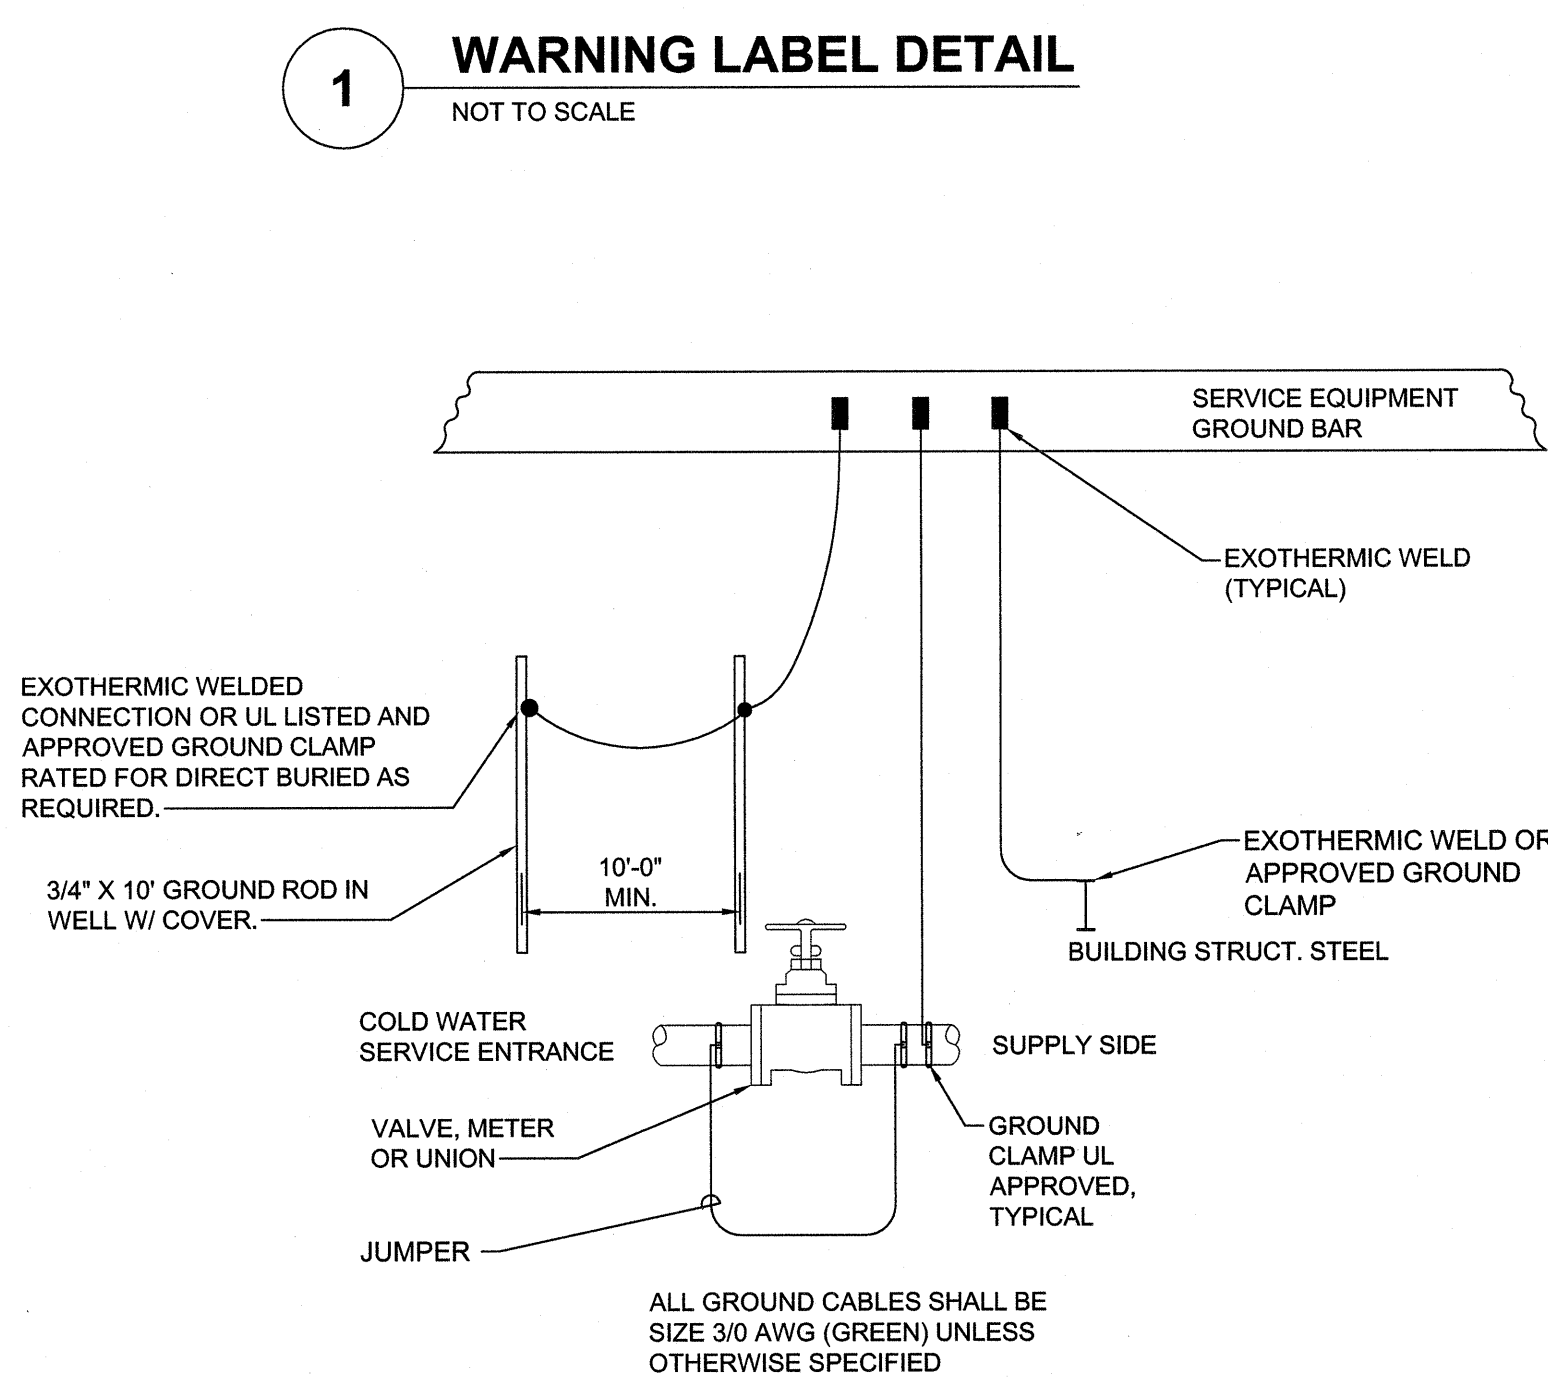 1
WARNING LABEL DETAIL
NOT TO SCALE
SERVICE EQUIPMENT
GROUND BAR
EXOTHERMIC WELD
(TYPICAL)
EXOTHERMIC WELDED
CONNECTION OR UL LISTED AND
APPROVED GROUND CLAMP
RATED FOR DIRECT BURIED AS
REQUIRED.
3/4" X 10' GROUND ROD IN
WELL W/ COVER.
10'-0"
MIN.
EXOTHERMIC WELD OR
APPROVED GROUND
CLAMP
BUILDING STRUCT. STEEL
COLD WATER
SERVICE ENTRANCE
SUPPLY SIDE
VALVE, METER
OR UNION
GROUND
CLAMP UL
APPROVED,
TYPICAL
JUMPER
ALL GROUND CABLES SHALL BE
SIZE 3/0 AWG (GREEN) UNLESS
OTHERWISE SPECIFIED